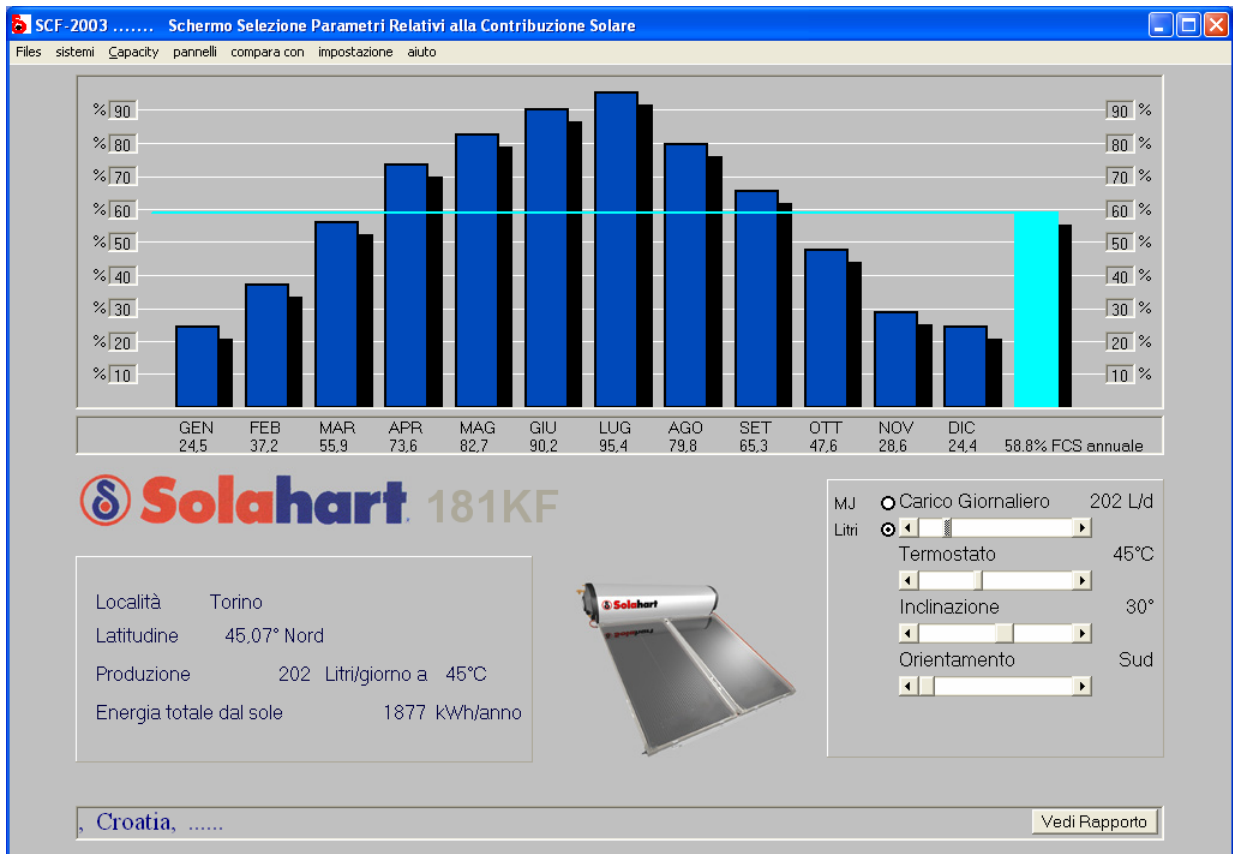 SCF-2003 ....... Schermo Selezione Parametri Relativi alla Contribuzione Solare
Files sistemi Capacity pannelli compara con impostazione aiuto
% 90 90 %
% 80 80 %
% 70 70 %
% 60 60 %
% 50 50 %
% 40 40 %
% 30 30 %
% 20 20 %
% 10 10 %
GEN FEB MAR APR MAG GIU LUG AGO SET OTT NOV DIC
24,5 37,2 55,9 73,6 82,7 90,2 95,4 79,8 65,3 47,6 28,6 24,4 58.8% FCS annuale
Solahart 181KF
MJ Carico Giornaliero 202 L/d
Litri
Termostato 45°C
Inclinazione 30°
Orientamento Sud
Località Torino
Latitudine 45,07° Nord
Produzione 202 Litri/giorno a 45°C
Energia totale dal sole 1877 kWh/anno
Solahart
, Croatia, ......
Vedi Rapporto